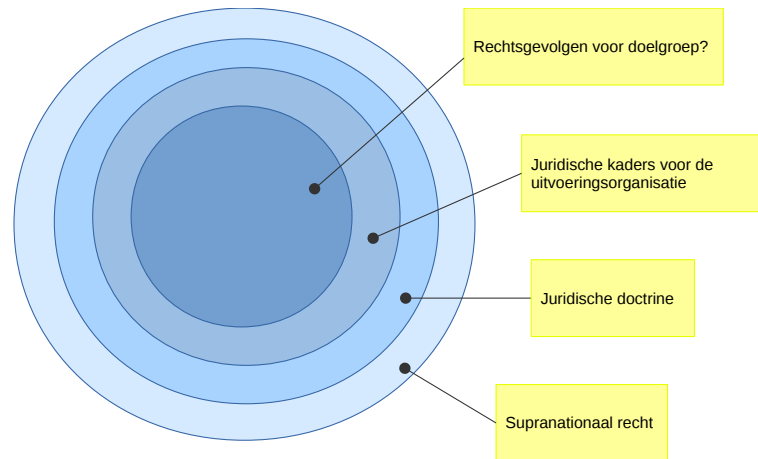 Rechtsgevolgen voor doelgroep?
Juridische kaders voor de
uitvoeringsorganisatie
Juridische doctrine
Supranationaal recht